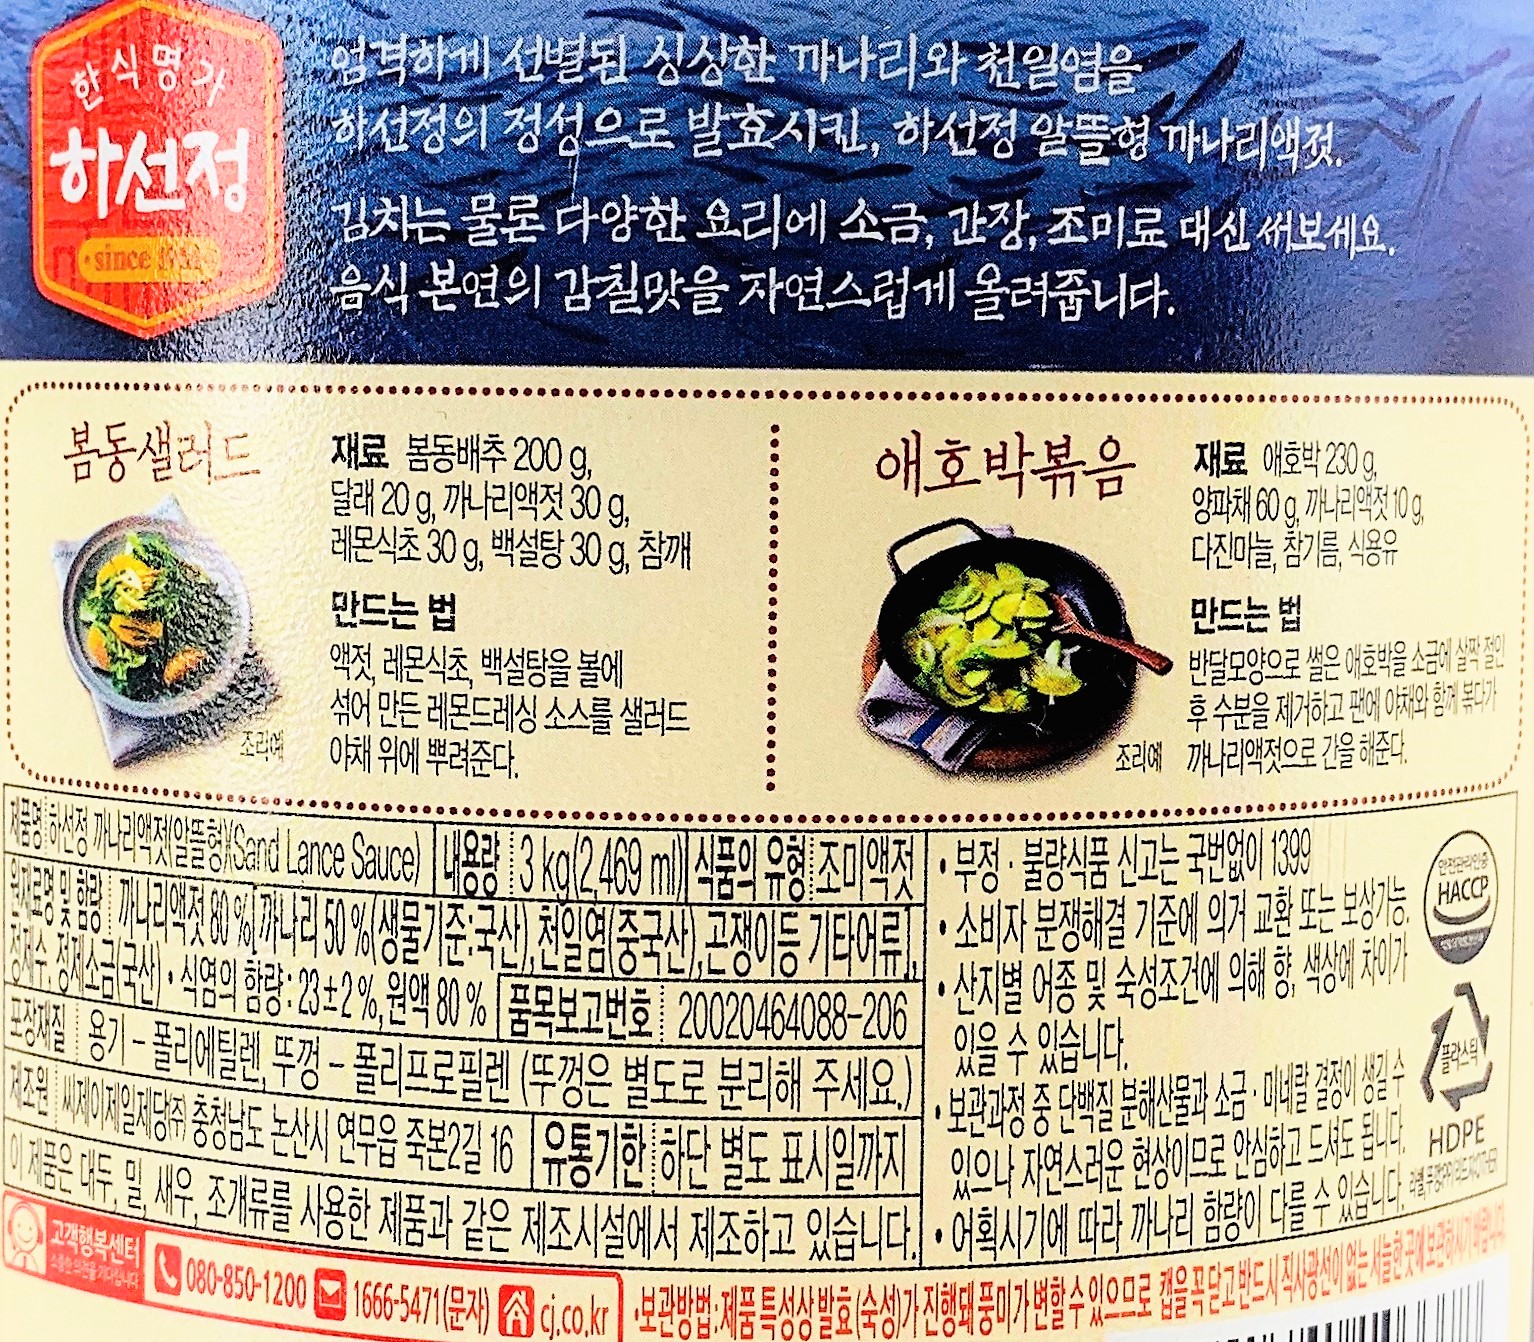 한식명가
하선정
since
엄격하게 선별된 싱싱한 까나리와 천일염을
하선정의 정성으로 발효시킨, 하선정 알뜰형 까나리액젓.
김치는 물론 다양한 요리에 소금, 간장, 조미료 대신 써보세요.
음식 본연의 감칠맛을 자연스럽게 올려줍니다.
봄동샐러드
재료 봄동배추 200 g,
달래 20 g, 까나리액젓 30 g,
레몬식초 30 g, 백설탕 30 g, 참깨
만드는 법
액젓, 레몬식초, 백설탕을 볼에
섞어 만든 레몬드레싱 소스를 샐러드
야채 위에 뿌려준다.
조리예
애호박볶음
재료 애호박 230 g,
양파채 60 g, 까나리액젓 10 g,
다진마늘, 참기름, 식용유
만드는 법
반달모양으로 썰은 애호박을 소금에 살짝 절인
후 수분을 제거하고 팬에 야채와 함께 볶다가
까나리액젓으로 간을 해준다.
조리예
제품명 하선정 까나리액젓(알뜰형)(Sand Lance Sauce) 내용량 3 kg(2,469 ml) 식품의 유형 조미액젓
원재료명 및 함량 까나리액젓 80 %[까나리 50 %(생물기준:국산), 천일염(중국산), 곤쟁이등 기타어류],
정제수, 정제소금(국산) • 식염의 함량: 23±2 %, 원액 80 % 품목보고번호 20020464088-206
포장재질 용기 - 폴리에틸렌, 뚜껑 - 폴리프로필렌 (뚜껑은 별도로 분리해 주세요.)
제조원 씨제이제일제당㈜ 충청남도 논산시 연무읍 죽본2길 16 유통기한 하단 별도 표시일까지
이 제품은 대두, 밀, 새우, 조개류를 사용한 제품과 같은 제조시설에서 제조하고 있습니다.
• 부정 · 불량식품 신고는 국번없이 1399
• 소비자 분쟁해결 기준에 의거 교환 또는 보상가능.
• 산지별 어종 및 숙성조건에 의해 향, 색상에 차이가
있을 수 있습니다.
• 보관과정 중 단백질 분해산물과 소금 · 미네랄 결정이 생길 수
있으나 자연스러운 현상이므로 안심하고 드셔도 됩니다.
• 어획시기에 따라 까나리 함량이 다를 수 있습니다.
안전관리인증
HACCP
플라스틱
HDPE
고객행복센터
080-850-1200 1666-5471(문자) cj.co.kr
•보관방법:제품 특성상 발효(숙성)가 진행돼 풍미가 변할 수 있으므로 캡을 꼭 닫고 반드시 직사광선이 없는 서늘한 곳에 보관하시기 바랍니다.